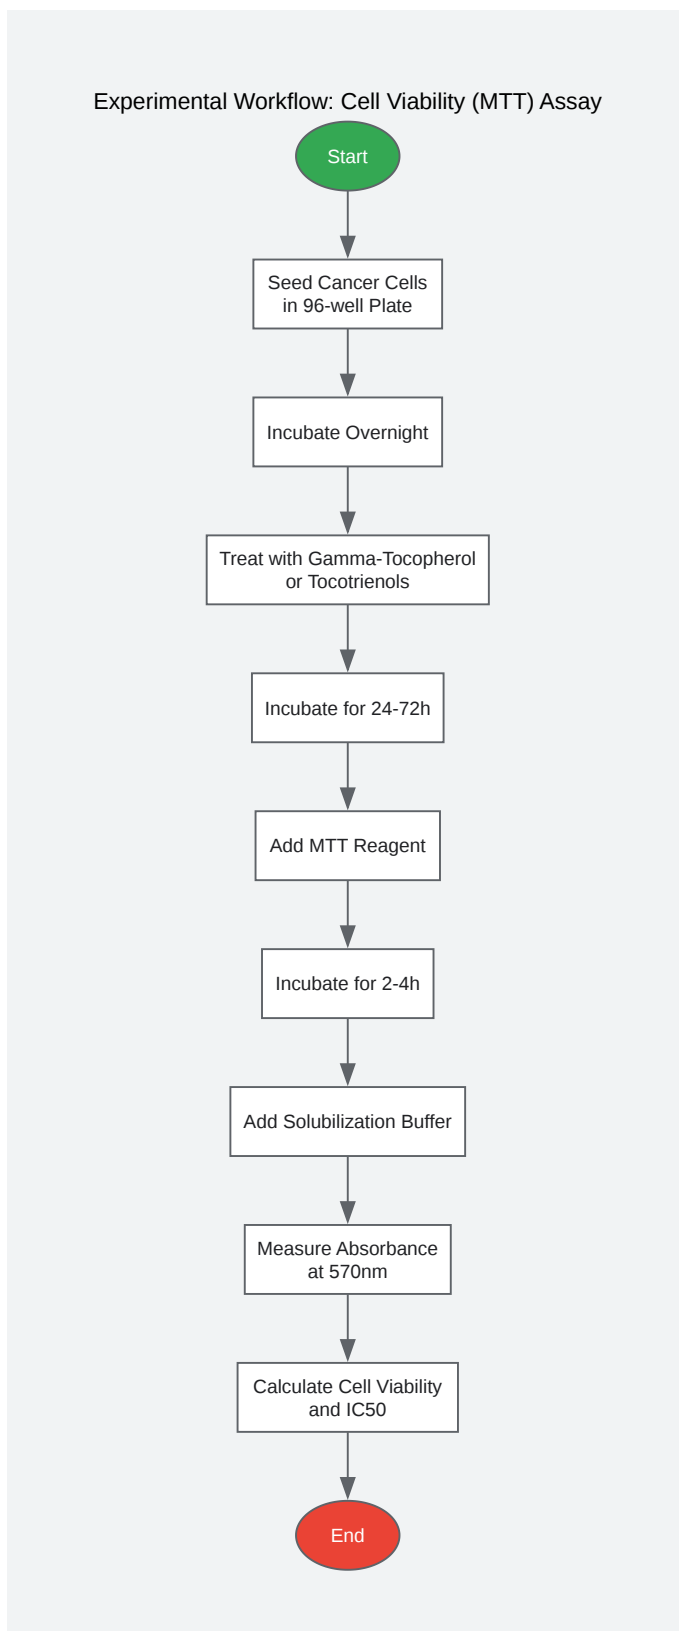 Experimental Workflow: Cell Viability (MTT) Assay
Start
Seed Cancer Cells
in 96-well Plate
Incubate Overnight
Treat with Gamma-Tocopherol
or Tocotrienols
Incubate for 24-72h
Add MTT Reagent
Incubate for 2-4h
Add Solubilization Buffer
Measure Absorbance
at 570nm
Calculate Cell Viability
and IC50
End